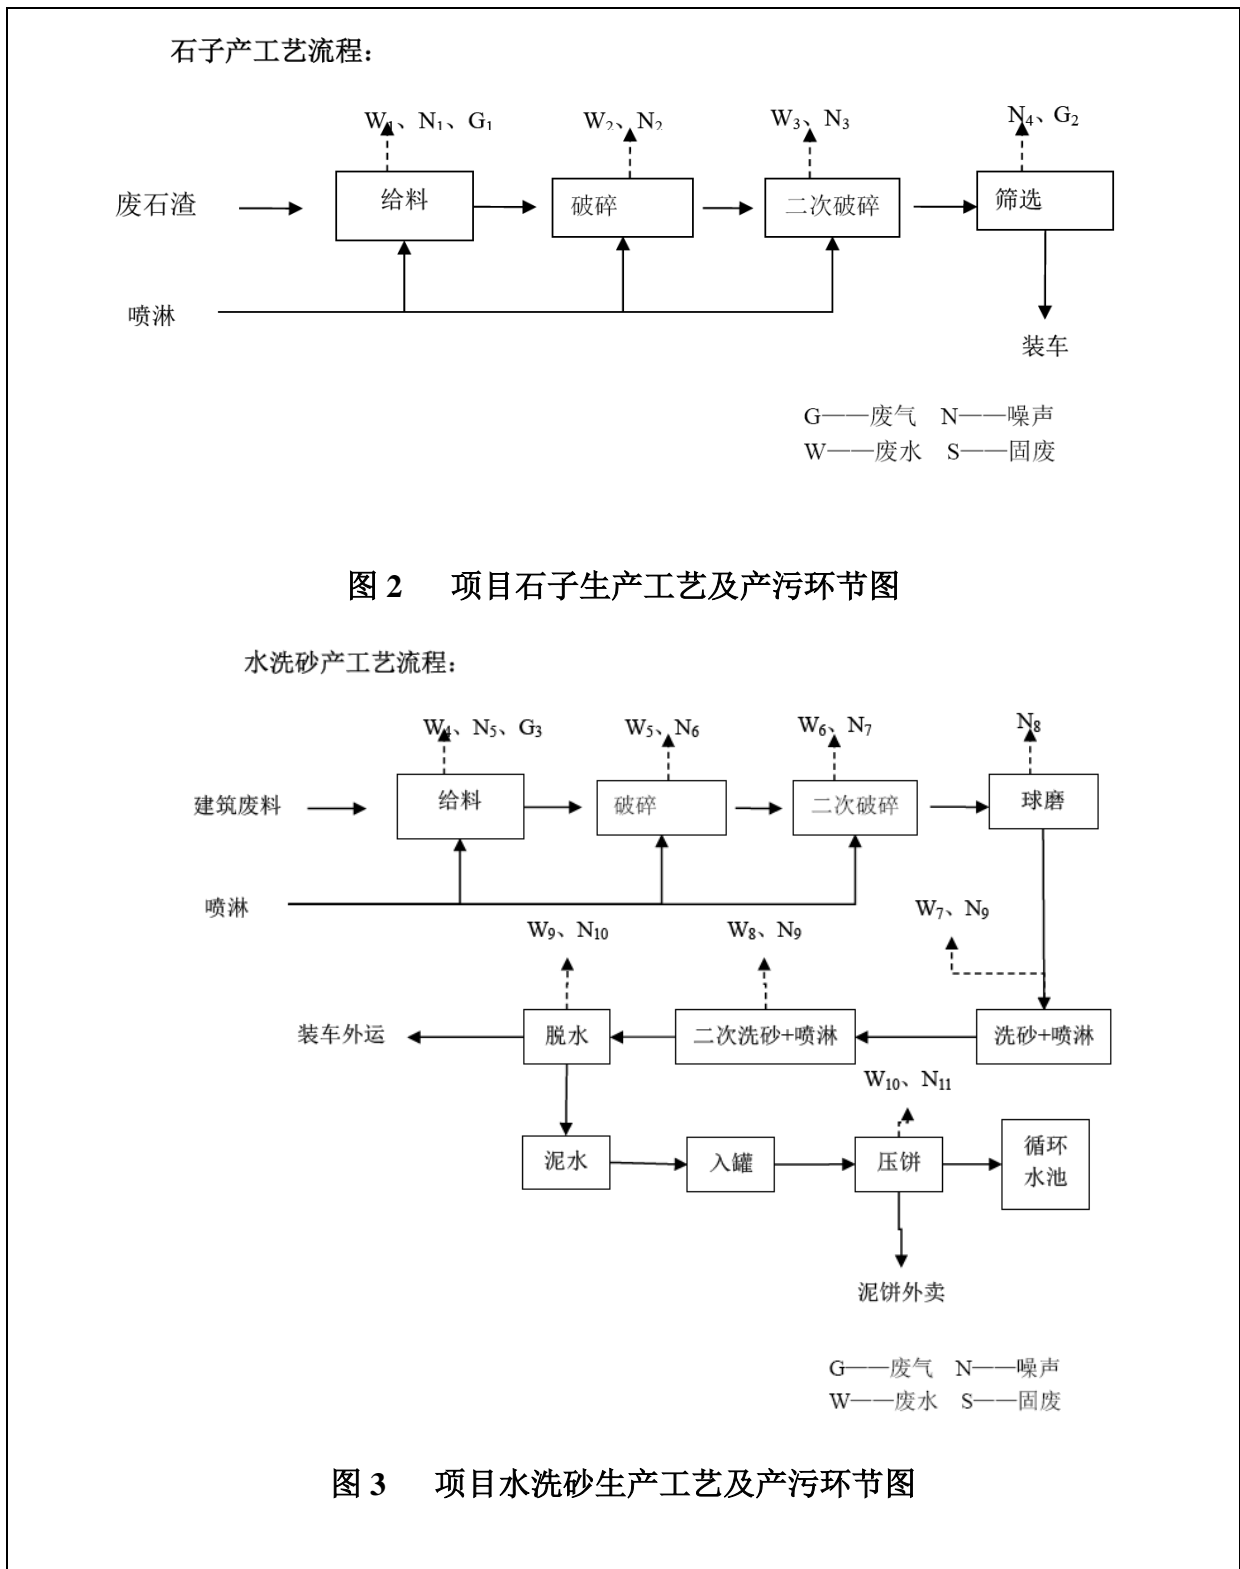 石子产工艺流程：
W₁、N₁、G₁ W₂、N₂ W₃、N₃ N₄、G₂
废石渣 给料 破碎 二次破碎 筛选
喷淋
装车
G——废气 N——噪声
W——废水 S——固废
图 2 项目石子生产工艺及产污环节图
水洗砂产工艺流程：
W₄、N₅、G₃ W₅、N₆ W₆、N₇ N₈
建筑废料 给料 破碎 二次破碎 球磨
喷淋
W₇、N₉
W₉、N₁₀ W₈、N₉
装车外运 脱水 二次洗砂+喷淋 洗砂+喷淋
W₁₀、N₁₁
泥水 入罐 压饼 循环
水池
泥饼外卖
G——废气 N——噪声
W——废水 S——固废
图 3 项目水洗砂生产工艺及产污环节图